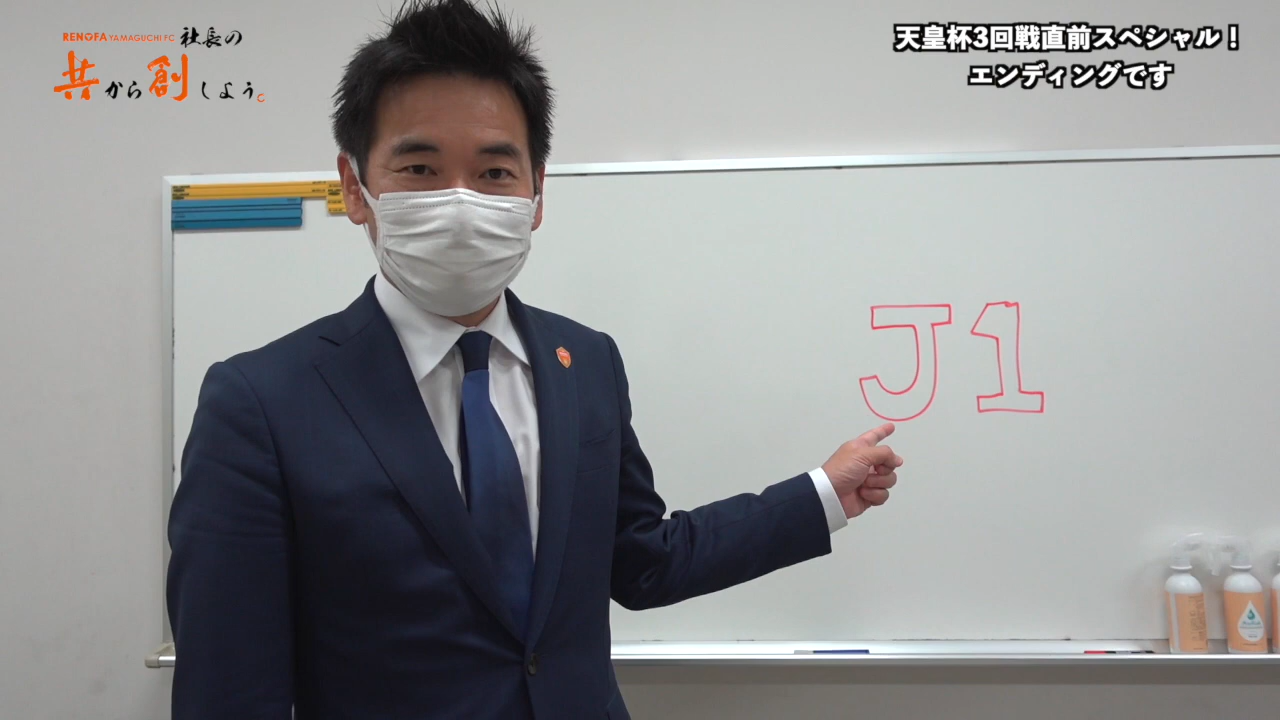 RENOFA YAMAGUCHI FC 社長の
共から創しよう。
天皇杯3回戦直前スペシャル！
エンディングです
J1